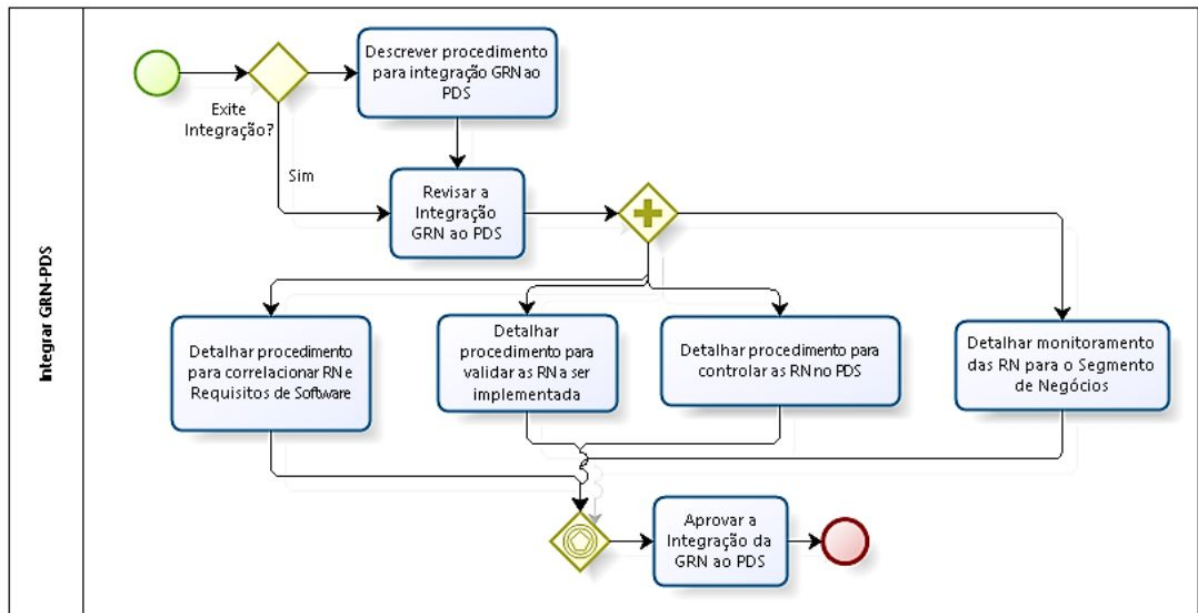 Integrar GRN-PDS
Descrever procedimento
para integração GRN ao
PDS
Exite
Integração?
Sim
Revisar a
Integração
GRN ao PDS
Detalhar procedimento
para correlacionar RN e
Requisitos de Software
Detalhar
procedimento para
validar as RN a ser
implementada
Detalhar procedimento para
controlar as RN no PDS
Detalhar monitoramento
das RN para o Segmento
de Negócios
Aprovar a
Integração da
GRN ao PDS